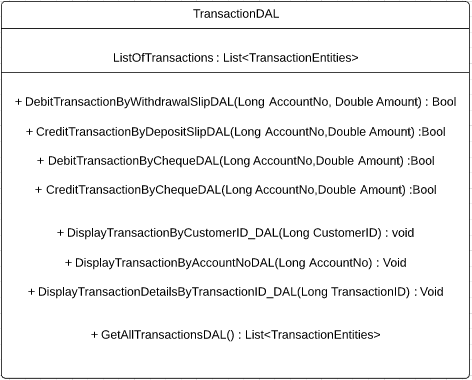 TransactionDAL
ListOfTransactions : List<TransactionEntities>
+ DebitTransactionByWithdrawalSlipDAL(Long AccountNo, Double Amount) : Bool
+ CreditTransactionByDepositSlipDAL(Long AccountNo,Double Amount) :Bool
+ DebitTransactionByChequeDAL(Long AccountNo,Double Amount) :Bool
+ CreditTransactionByChequeDAL(Long AccountNo,Double Amount) :Bool
+ DisplayTransactionByCustomerID_DAL(Long CustomerID) : void
+ DisplayTransactionByAccountNoDAL(Long AccountNo) : Void
+ DisplayTransactionDetailsByTransactionID_DAL(Long TransactionID) : Void
+ GetAllTransactionsDAL() : List<TransactionEntities>